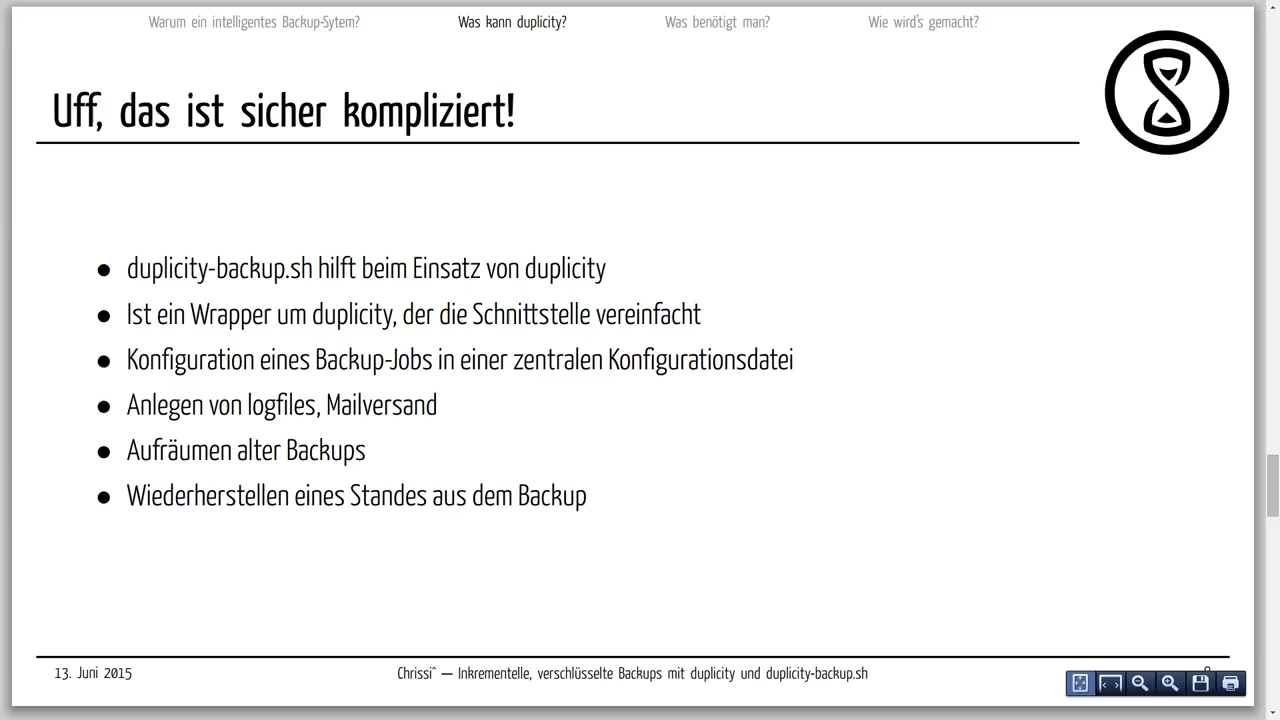 Warum ein intelligentes Backup-Sytem?
Was kann duplicity?
Was benötigt man?
Wie wird's gemacht?
Uff, das ist sicher kompliziert!
● duplicity-backup.sh hilft beim Einsatz von duplicity
● Ist ein Wrapper um duplicity, der die Schnittstelle vereinfacht
● Konfiguration eines Backup-Jobs in einer zentralen Konfigurationsdatei
● Anlegen von logfiles, Mailversand
● Aufräumen alter Backups
● Wiederherstellen eines Standes aus dem Backup
13. Juni 2015
Chrissi^ — Inkrementelle, verschlüsselte Backups mit duplicity und duplicity-backup.sh